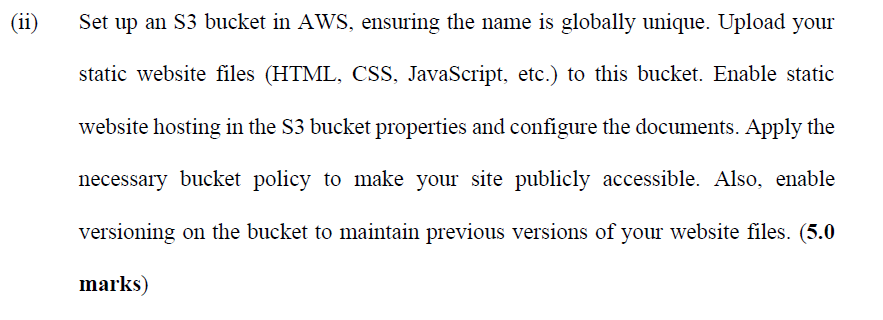 (ii) Set up an S3 bucket in AWS, ensuring the name is globally unique. Upload your
static website files (HTML, CSS, JavaScript, etc.) to this bucket. Enable static
website hosting in the S3 bucket properties and configure the documents. Apply the
necessary bucket policy to make your site publicly accessible. Also, enable
versioning on the bucket to maintain previous versions of your website files. (5.0
marks)